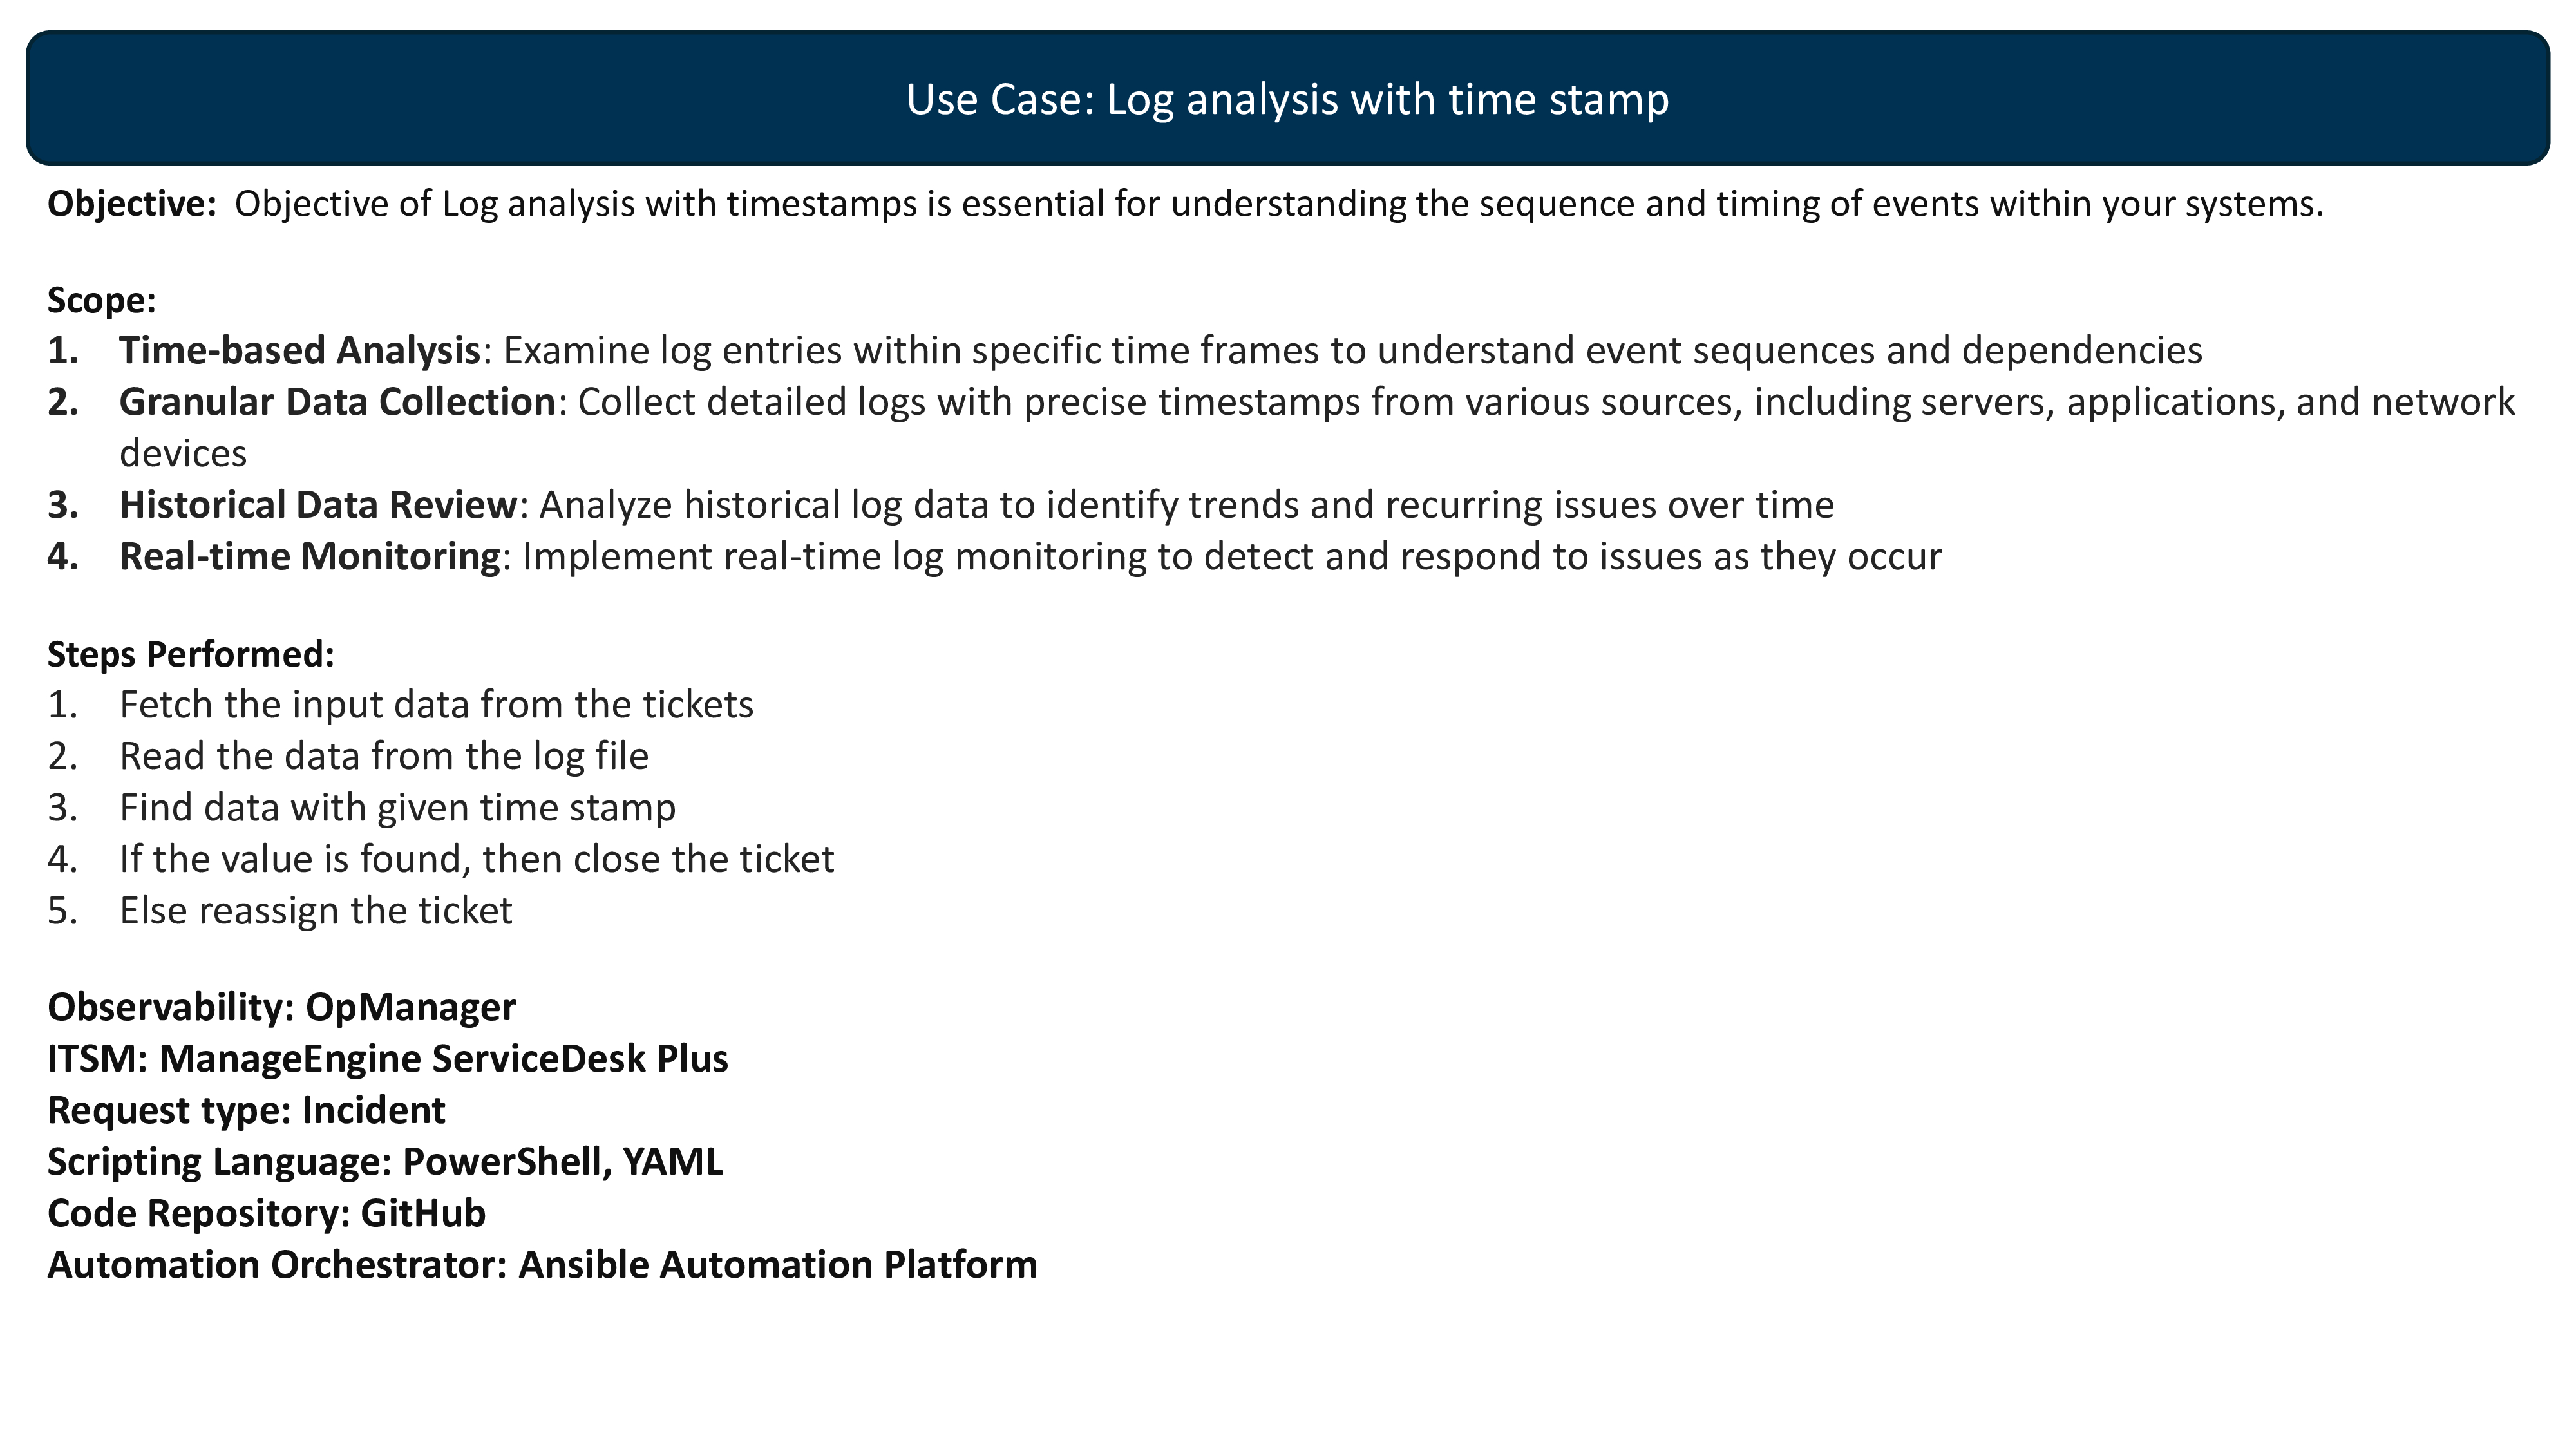 Use Case: Log analysis with time stamp
Objective: Objective of Log analysis with timestamps is essential for understanding the sequence and timing of events within your systems.
Scope:
1. Time-based Analysis: Examine log entries within specific time frames to understand event sequences and dependencies
2. Granular Data Collection: Collect detailed logs with precise timestamps from various sources, including servers, applications, and network
devices
3. Historical Data Review: Analyze historical log data to identify trends and recurring issues over time
4. Real-time Monitoring: Implement real-time log monitoring to detect and respond to issues as they occur
Steps Performed:
1. Fetch the input data from the tickets
2. Read the data from the log file
3. Find data with given time stamp
4. If the value is found, then close the ticket
5. Else reassign the ticket
Observability: OpManager
ITSM: ManageEngine ServiceDesk Plus
Request type: Incident
Scripting Language: PowerShell, YAML
Code Repository: GitHub
Automation Orchestrator: Ansible Automation Platform